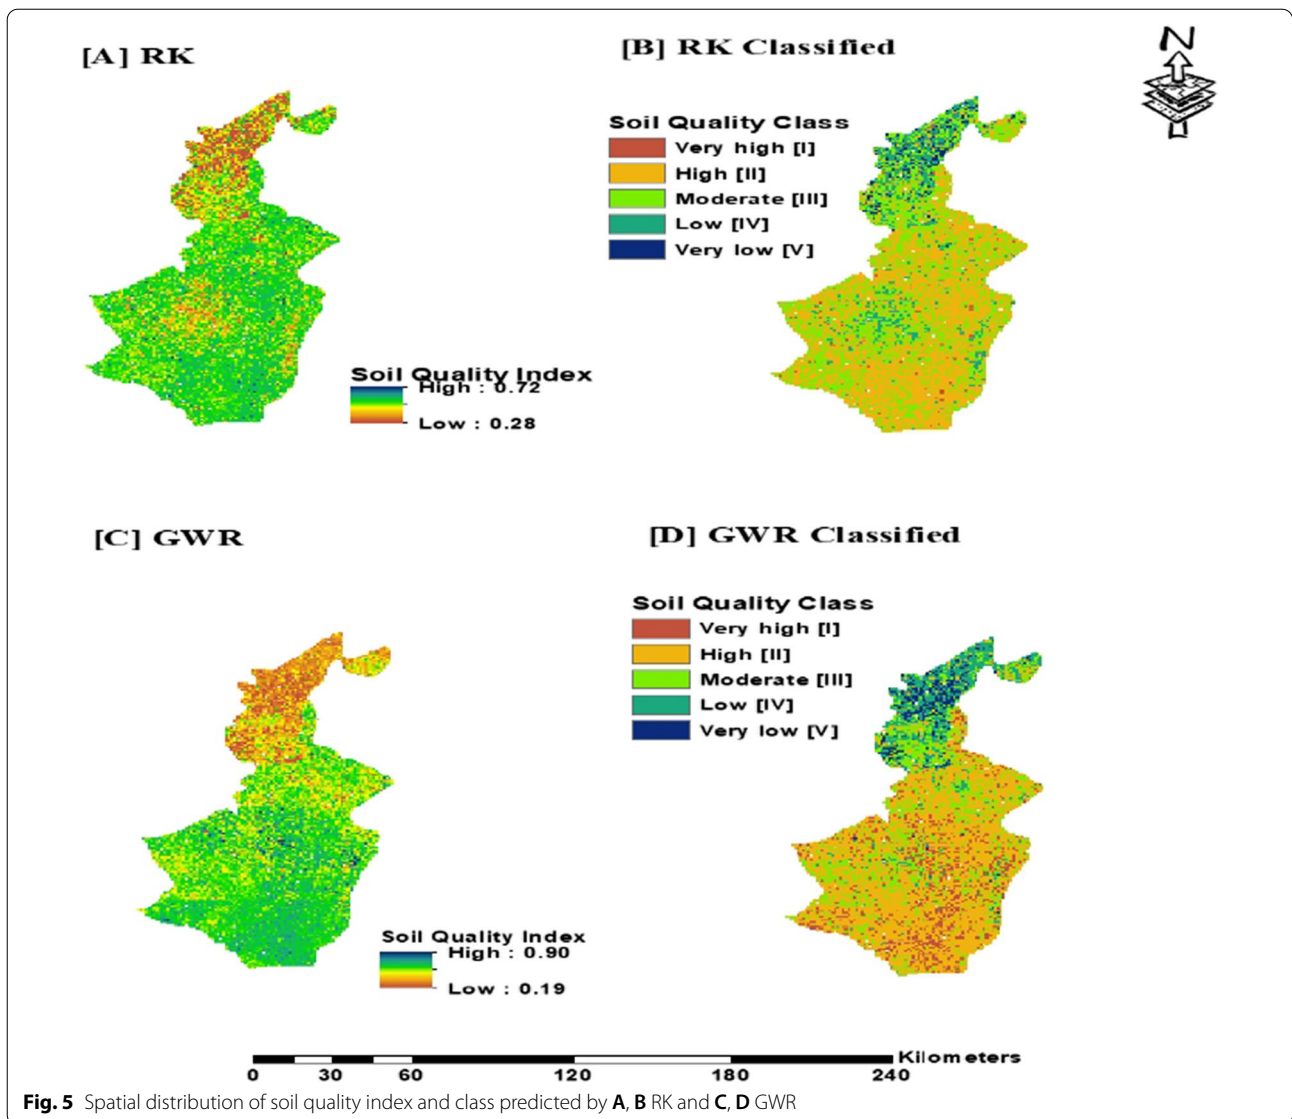 [A] RK
[B] RK Classified
N
Soil Quality Class
Very high [I]
High [II]
Moderate [III]
Low [IV]
Very low [V]
Soil Quality Index
High : 0.72
Low : 0.28
[C] GWR
[D] GWR Classified
Soil Quality Class
Very high [I]
High [II]
Moderate [III]
Low [IV]
Very low [V]
Soil Quality Index
High : 0.90
Low : 0.19
Kilometers
0 30 60 120 180 240
Fig. 5 Spatial distribution of soil quality index and class predicted by A, B RK and C, D GWR